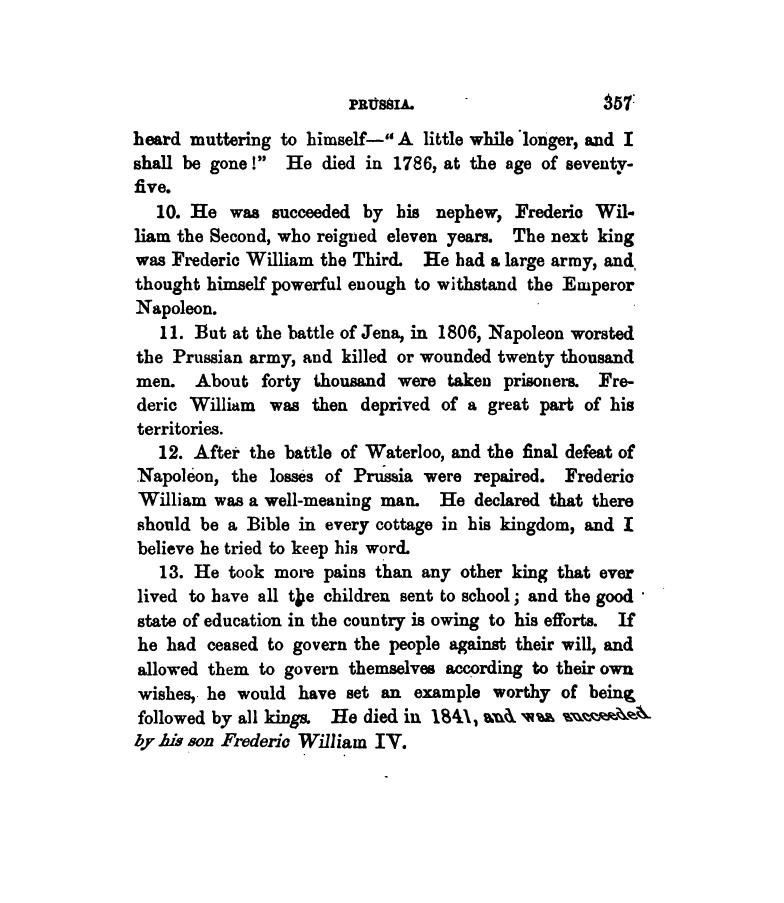 PRUSSIA. 357
heard muttering to himself—“A little while longer, and I
shall be gone!” He died in 1786, at the age of seventy-
five.
10. He was succeeded by his nephew, Frederic Wil-
liam the Second, who reigned eleven years. The next king
was Frederic William the Third. He had a large army, and
thought himself powerful enough to withstand the Emperor
Napoleon.
11. But at the battle of Jena, in 1806, Napoleon worsted
the Prussian army, and killed or wounded twenty thousand
men. About forty thousand were taken prisoners. Fre-
deric William was then deprived of a great part of his
territories.
12. After the battle of Waterloo, and the final defeat of
Napoleon, the losses of Prussia were repaired. Frederic
William was a well-meaning man. He declared that there
should be a Bible in every cottage in his kingdom, and I
believe he tried to keep his word.
13. He took more pains than any other king that ever
lived to have all the children sent to school; and the good
state of education in the country is owing to his efforts. If
he had ceased to govern the people against their will, and
allowed them to govern themselves according to their own
wishes, he would have set an example worthy of being
followed by all kings. He died in 1841, and was succeeded
by his son Frederic William IV.